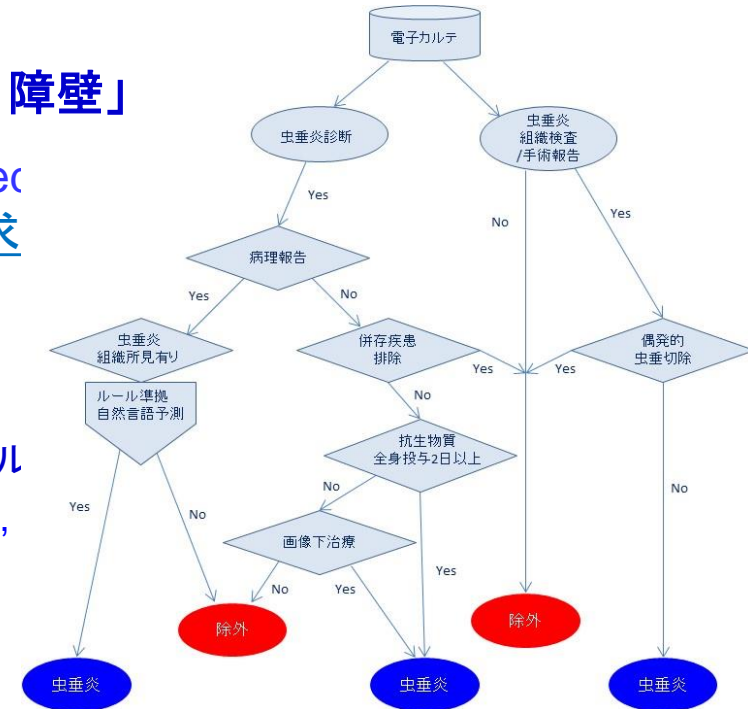 障壁」
電子カルテ
虫垂炎診断
虫垂炎
組織検査
/手術報告
Yes
No
Yes
病理報告
Yes
No
虫垂炎
組織所見有り
併存疾患
排除
偶発的
虫垂切除
Yes
Yes
ルール準拠
自然言語予測
No
抗生物質
全身投与2日以上
ル
Yes
No
No
No
,
画像下治療
Yes
No
Yes
除外
除外
虫垂炎
虫垂炎
虫垂炎